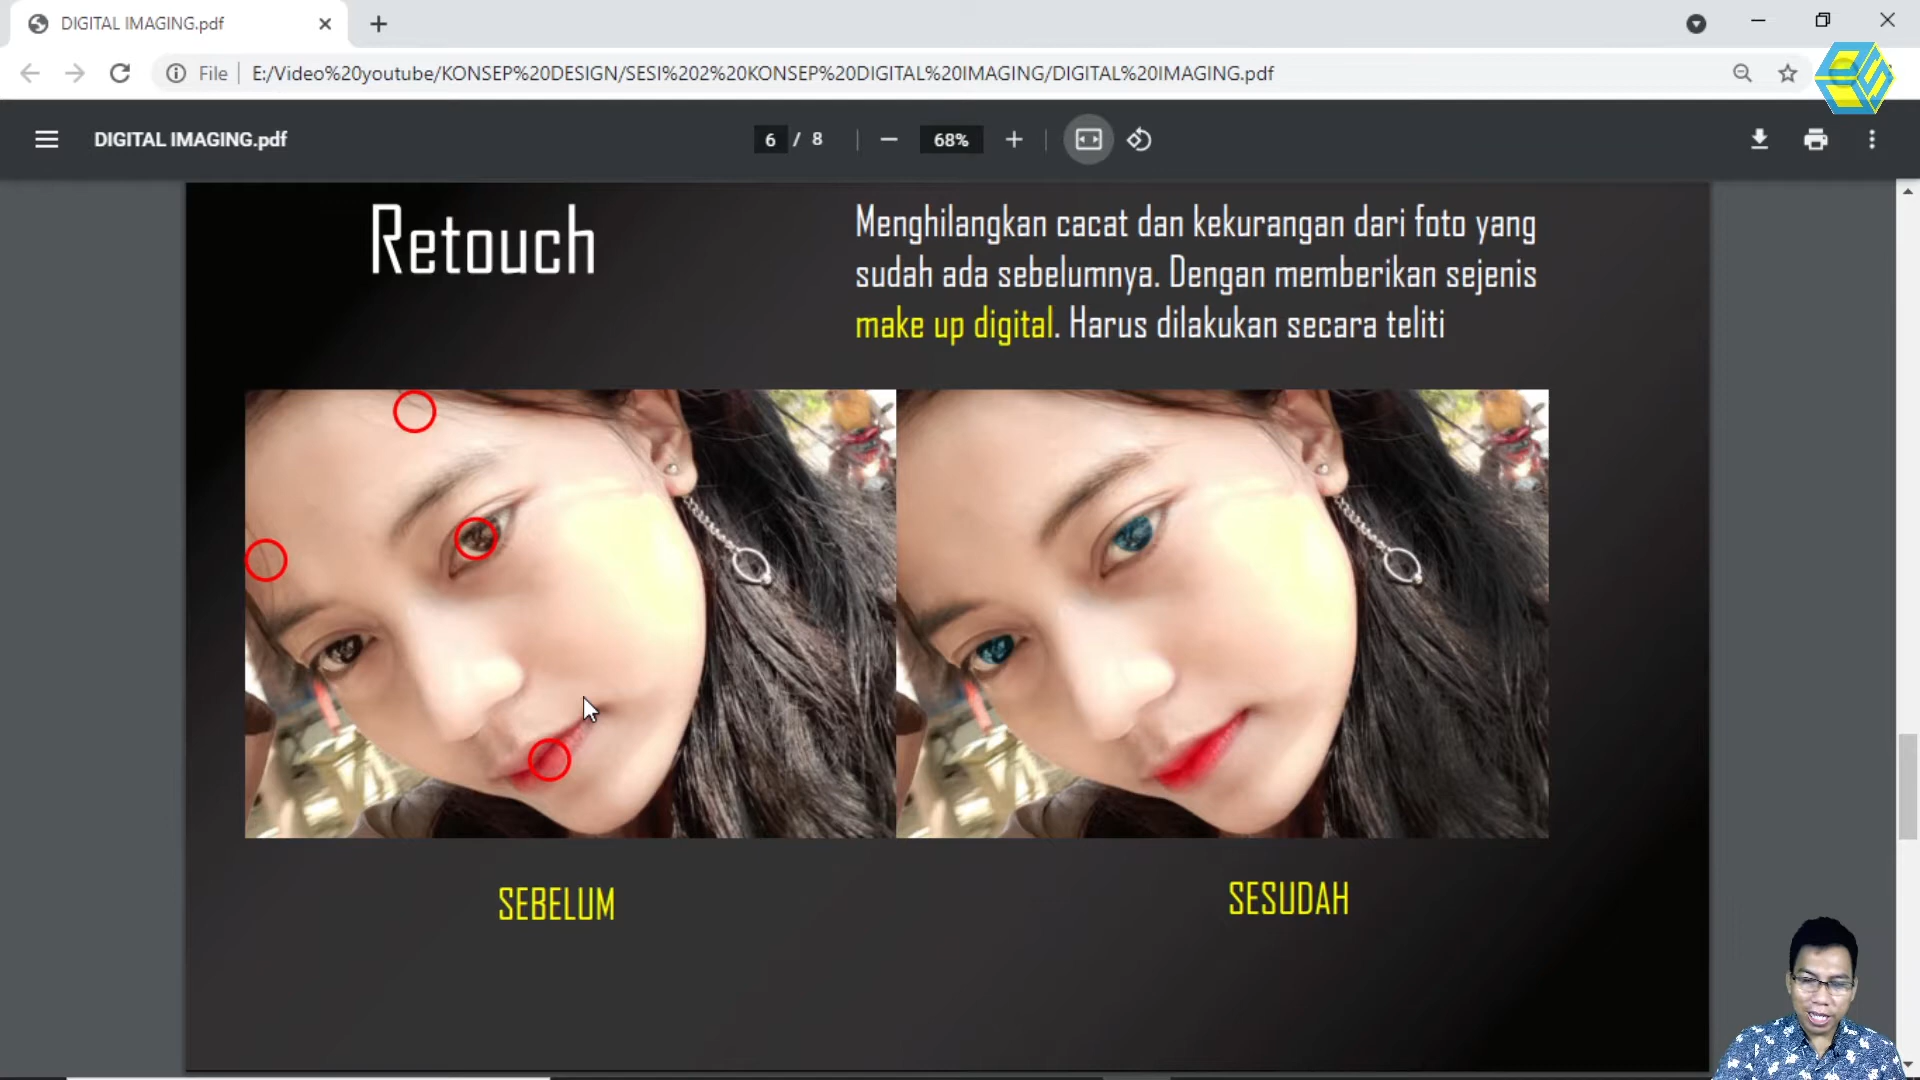 DIGITAL IMAGING.pdf
File
E:/Video%20youtube/KONSEP%20DESIGN/SESI%202%20KONSEP%20DIGITAL%20IMAGING/DIGITAL%20IMAGING.pdf
DIGITAL IMAGING.pdf
6 / 8
68%
Retouch
Menghilangkan cacat dan kekurangan dari foto yang
sudah ada sebelumnya. Dengan memberikan sejenis
make up digital. Harus dilakukan secara teliti
SEBELUM
SESUDAH